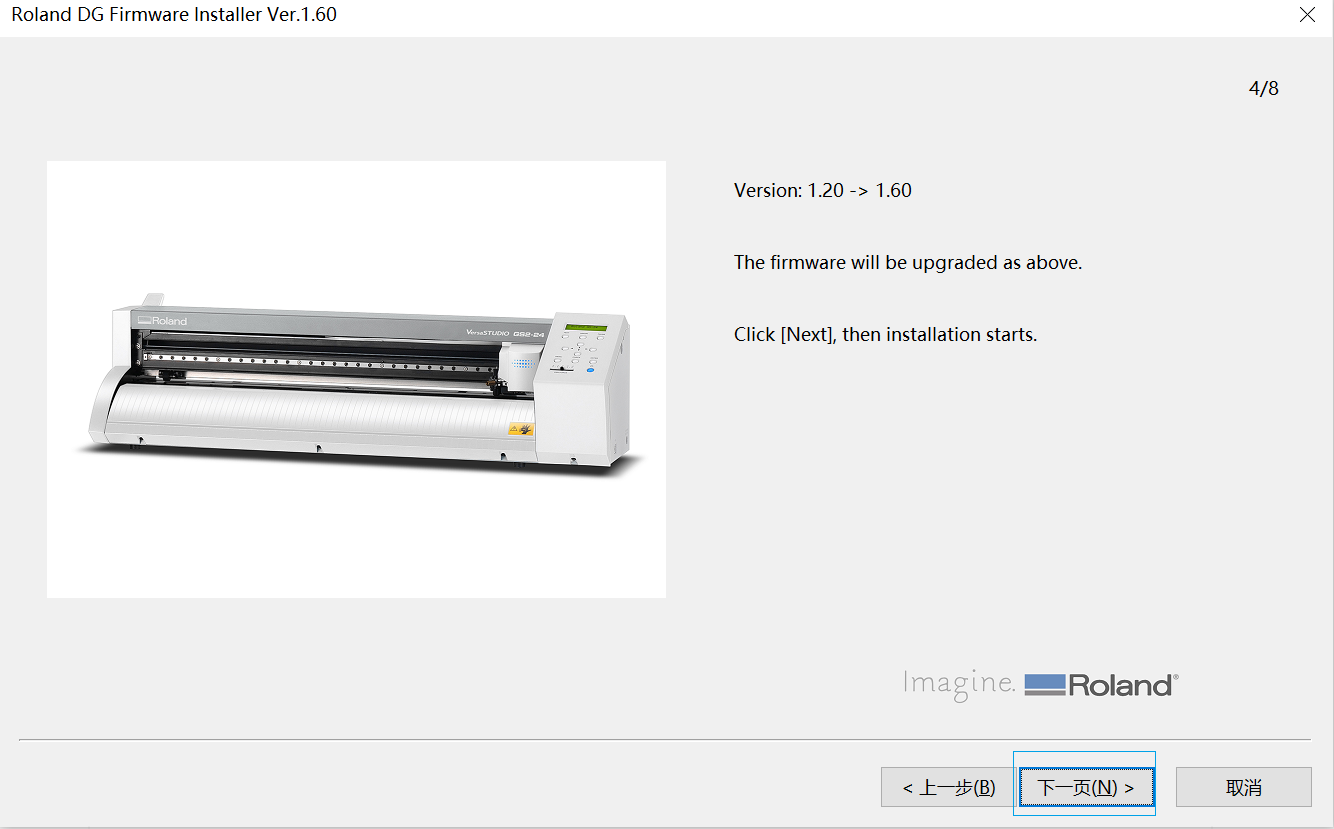 Roland DG Firmware Installer Ver.1.60
4/8
Version: 1.20 -> 1.60
The firmware will be upgraded as above.
Click [Next], then installation starts.
Roland
VersaSTUDIO GS2-24
Imagine. Roland®
< 上一步(B)
下一页(N) >
取消